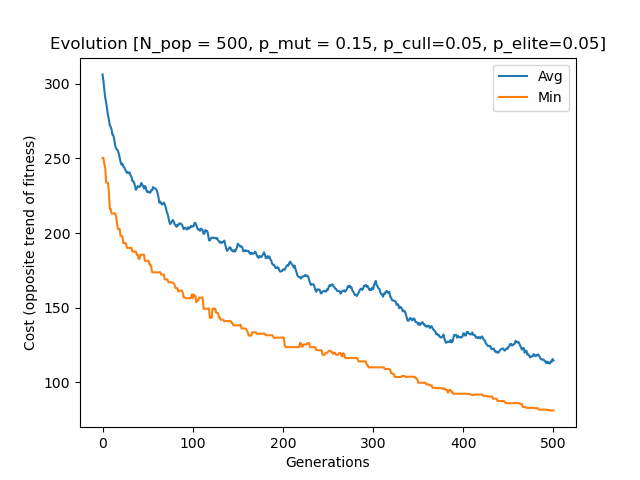 Evolution [N_pop = 500, p_mut = 0.15, p_cull=0.05, p_elite=0.05]
Avg
Min
Cost (opposite trend of fitness)
300
250
200
150
100
0 100 200 300 400 500
Generations